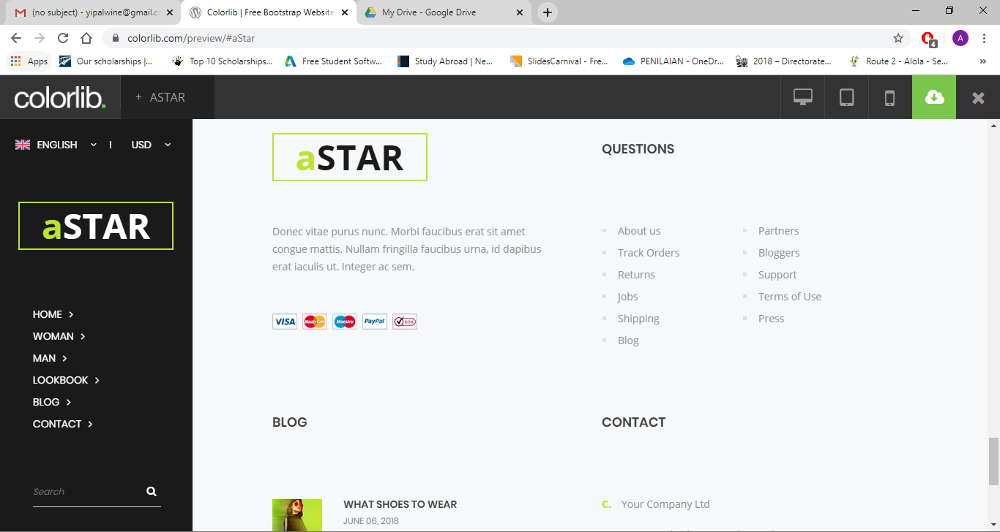 (no subject) - yipalwine@gmail.c
Colorlib | Free Bootstrap Website
My Drive - Google Drive
colorlib.com/preview/#aStar
A
4
Apps
Our scholarships |...
Top 10 Scholarships...
Free Student Softw...
Study Abroad | Ne...
SlidesCarnival - Fre...
PENILAIAN - OneDr...
2018 – Directorate...
Route 2 - Alola - Se...
»
colorlib.
+ ASTAR
ENGLISH
USD
aSTAR
HOME
WOMAN
MAN
LOOKBOOK
BLOG
CONTACT
Search
aSTAR
Donec vitae purus nunc. Morbi faucibus erat sit amet
congue mattis. Nullam fringilla faucibus urna, id dapibus
erat iaculis ut. Integer ac sem.
VISA MasterCard Maestro PayPal
QUESTIONS
About us
Track Orders
Returns
Jobs
Shipping
Blog
Partners
Bloggers
Support
Terms of Use
Press
BLOG
WHAT SHOES TO WEAR
JUNE 06, 2018
CONTACT
C. Your Company Ltd